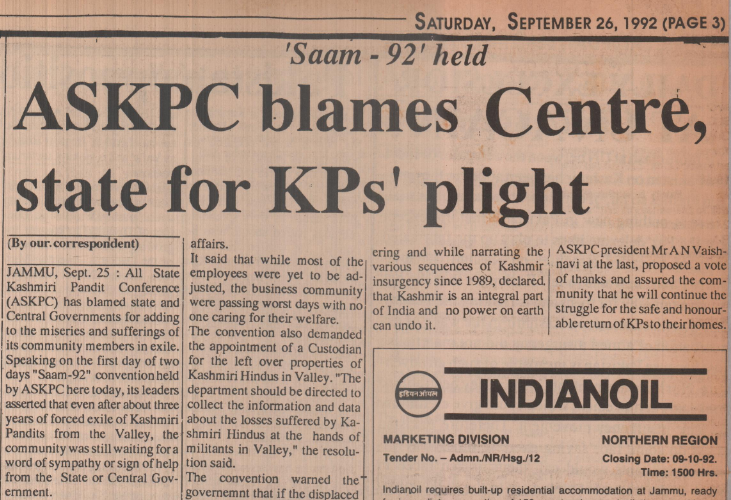 SATURDAY, SEPTEMBER 26, 1992 (PAGE 3)
'Saam - 92' held
ASKPC blames Centre,
state for KPs' plight
(By our correspondent)
JAMMU, Sept. 25 : All State
Kashmiri Pandit Conference
(ASKPC) has blamed state and
Central Governments for adding
to the miseries and sufferings of
its community members in exile.
Speaking on the first day of two
days "Saam-92" convention held
by ASKPC here today, its leaders
asserted that even after about three
years of forced exile of Kashmiri
Pandits from the Valley, the
community was still waiting for a
word of sympathy or sign of help
from the State or Central Gov-
ernment.
affairs.
It said that while most of the
employees were yet to be ad-
justed, the business community
were passing worst days with no
one caring for their welfare.
The convention also demanded
the appointment of a Custodian
for the left over properties of
Kashmiri Hindus in Valley. "The
department should be directed to
collect the information and data
about the losses suffered by Ka-
shmiri Hindus at the hands of
militants in Valley," the resolu-
tion said.
The convention warned the
governemnt that if the displaced
ering and while narrating the
various sequences of Kashmir
insurgency since 1989, declared
that Kashmir is an integral part
of India and no power on earth
can undo it.
ASKPC president Mr A N Vaish-
navi at the last, proposed a vote
of thanks and assured the com-
munity that he will continue the
struggle for the safe and honour-
able return of KPs to their homes.
इंडियनऑयल
INDIANOIL
MARKETING DIVISION
NORTHERN REGION
Tender No. – Admn./NR/Hsg./12
Closing Date: 09-10-92.
Time: 1500 Hrs.
Indianoil requires built-up residential accommodation at Jammu, ready